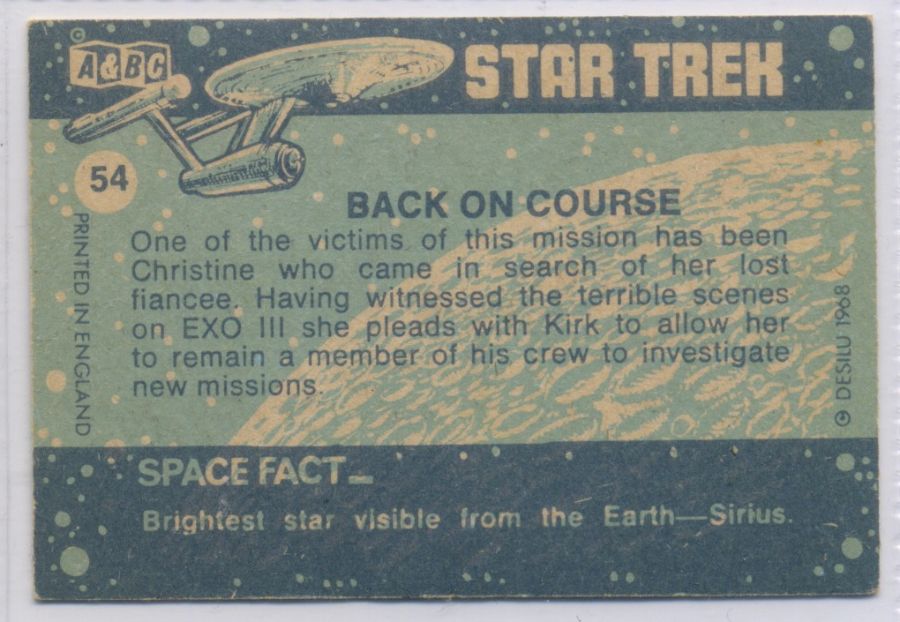 ©
A&BC
STAR TREK
54
PRINTED IN ENGLAND
BACK ON COURSE
One of the victims of this mission has been
Christine who came in search of her lost
fiancee. Having witnessed the terrible scenes
on EXO III she pleads with Kirk to allow her
to remain a member of his crew to investigate
new missions.
© DESILU 1968
SPACE FACT...
Brightest star visible from the Earth—Sirius.